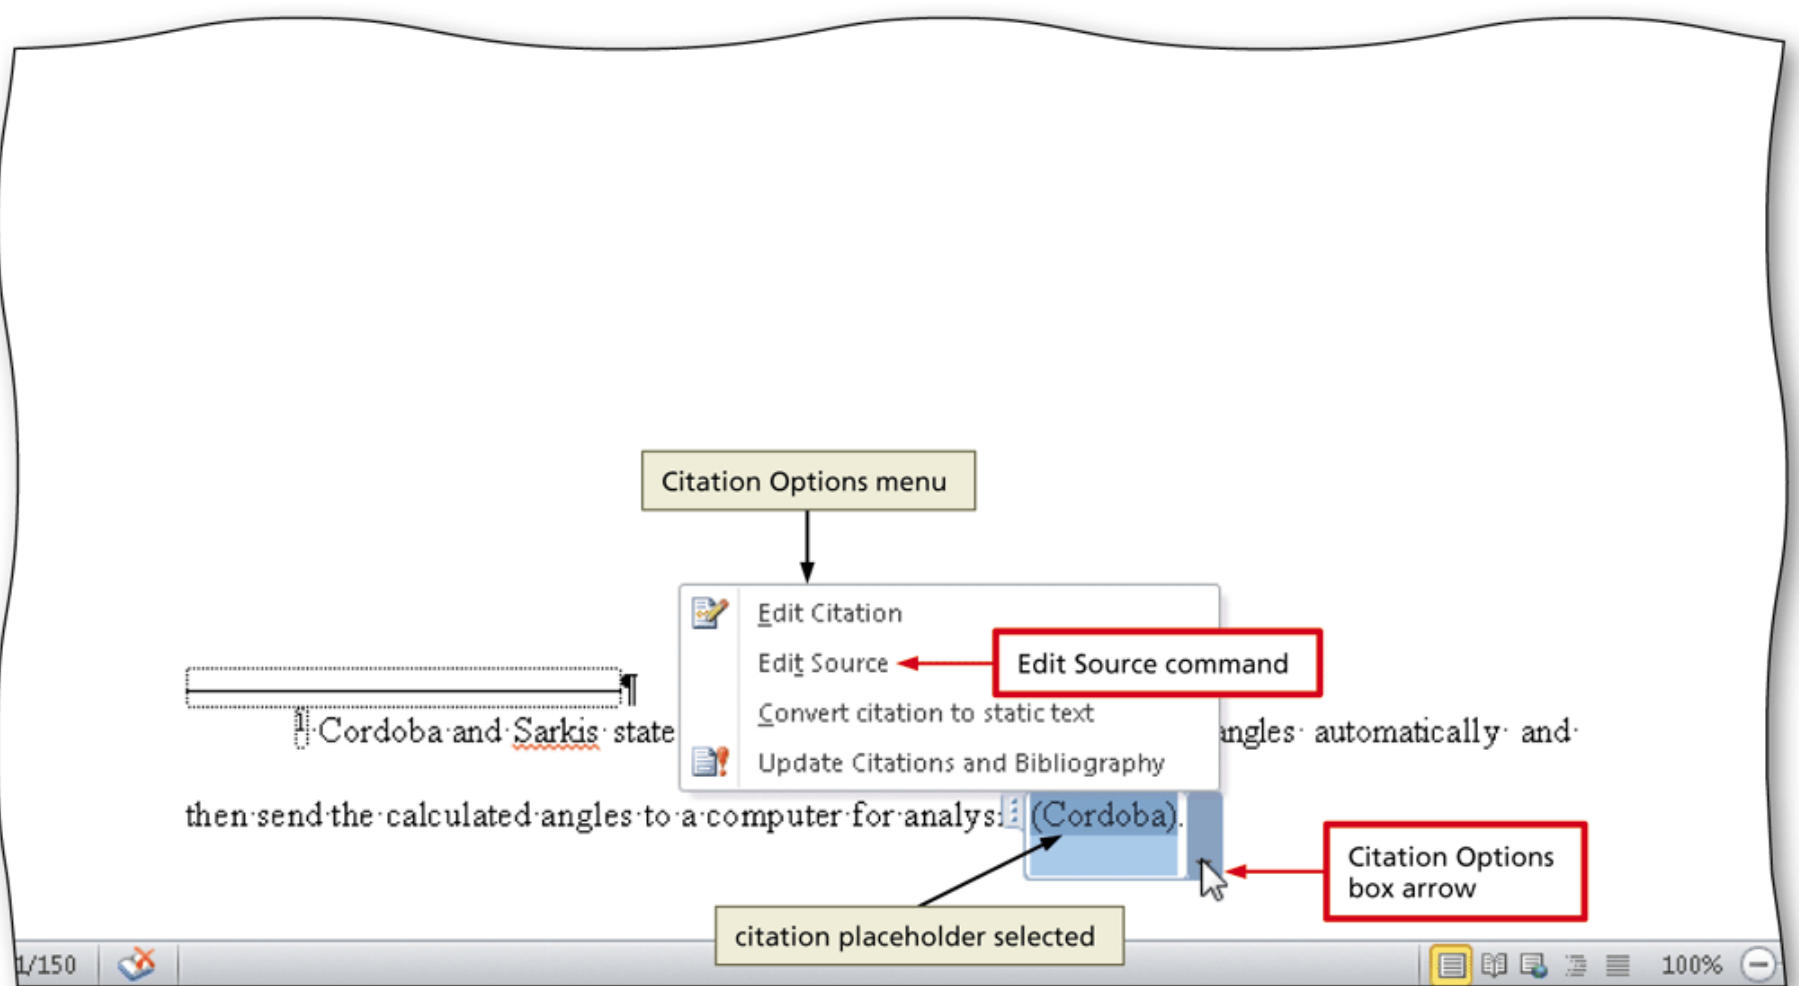 Citation Options menu
Edit Citation
Edit Source
Edit Source command
Convert citation to static text
Update Citations and Bibliography
¶
1 Cordoba and Sarkis state angles automatically and
then send the calculated angles to a computer for (Cordoba).
Citation Options
box arrow
citation placeholder selected
1/150
100%